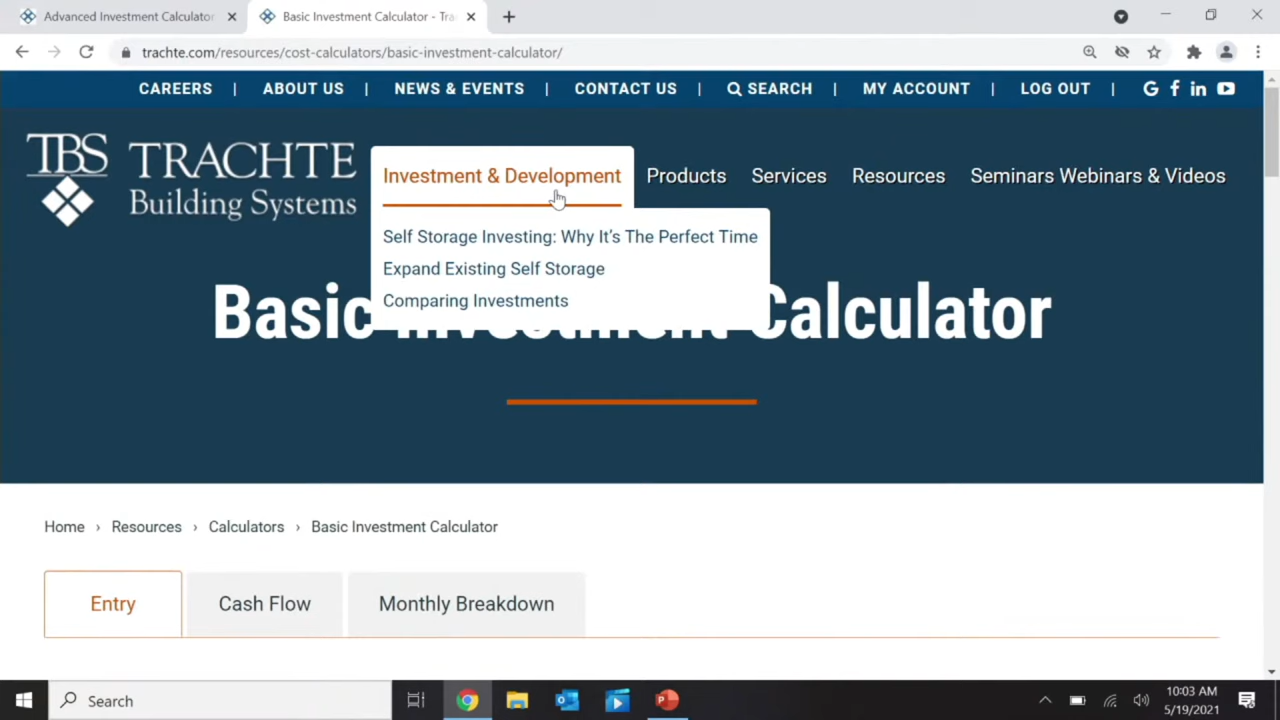 Advanced Investment Calculator
Basic Investment Calculator - Tra
trachte.com/resources/cost-calculators/basic-investment-calculator/
CAREERS | ABOUT US | NEWS & EVENTS | CONTACT US | SEARCH | MY ACCOUNT | LOG OUT |
TBS TRACHTE
Building Systems
Investment & Development Products Services Resources Seminars Webinars & Videos
Self Storage Investing: Why It's The Perfect Time
Expand Existing Self Storage
Comparing Investments
Basic Investment Calculator
Home › Resources › Calculators › Basic Investment Calculator
Entry Cash Flow Monthly Breakdown
Search
10:03 AM
5/19/2021